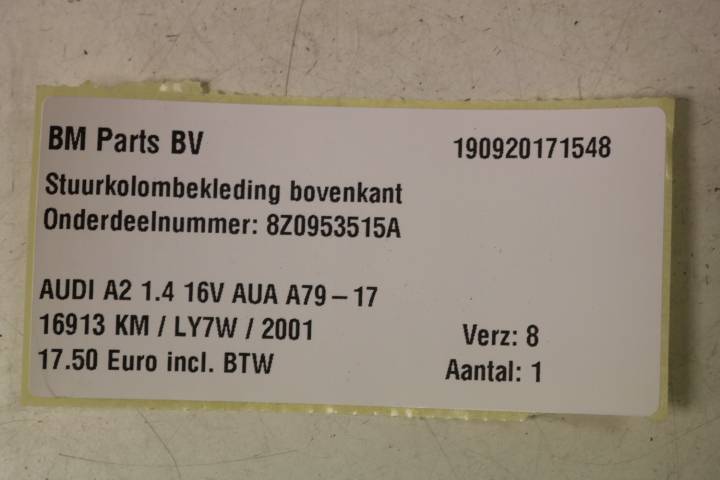 BM Parts BV 190920171548
Stuurkolombekleding bovenkant
Onderdeelnummer: 8Z0953515A
AUDI A2 1.4 16V AUA A79 – 17
16913 KM / LY7W / 2001 Verz: 8
17.50 Euro incl. BTW Aantal: 1